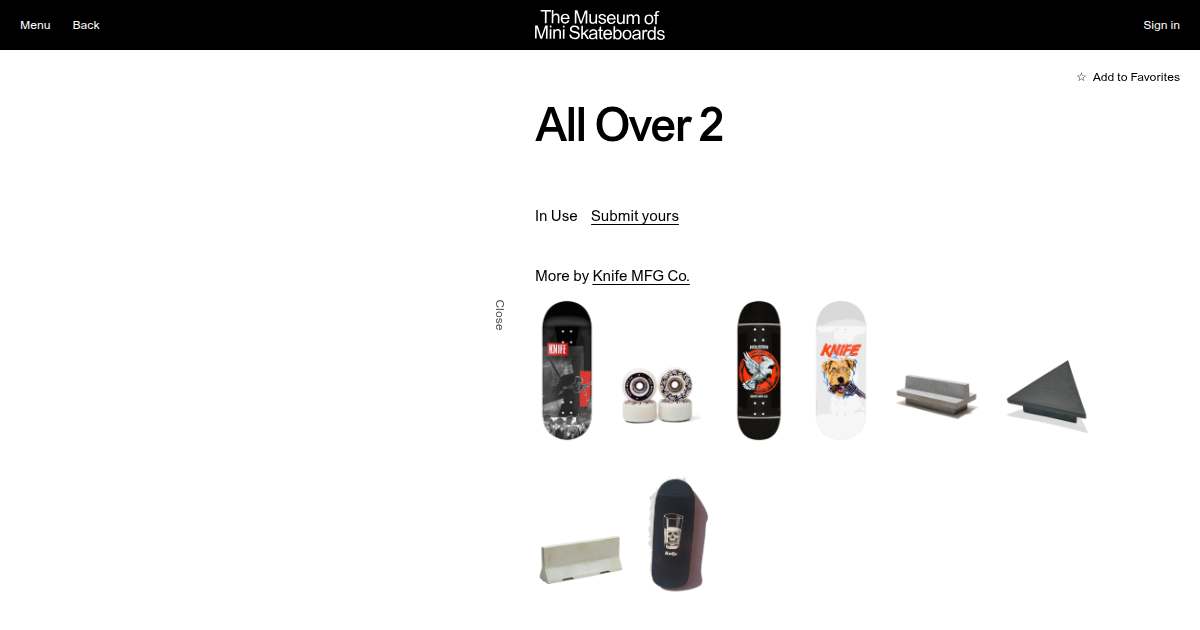 Menu
Back
The Museum of
Mini Skateboards
Sign in
☆ Add to Favorites
All Over 2
In Use Submit yours
More by Knife MFG Co.
Close
KNIFE
KNIFE
Knife